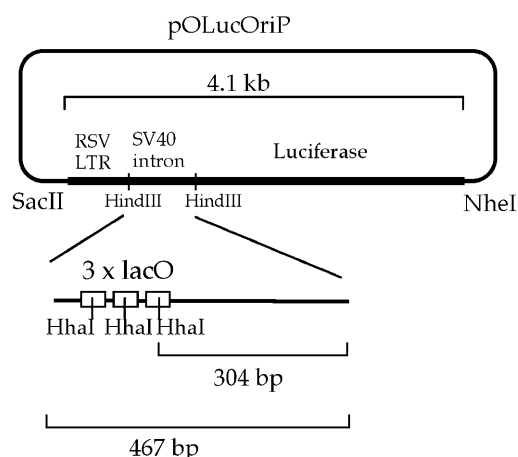 pOLucOriP
4.1 kb
RSV
LTR
SV40
intron
Luciferase
SacII
HindIII
HindIII
NheI
3 x lacO
HhaI
HhaI
HhaI
304 bp
467 bp